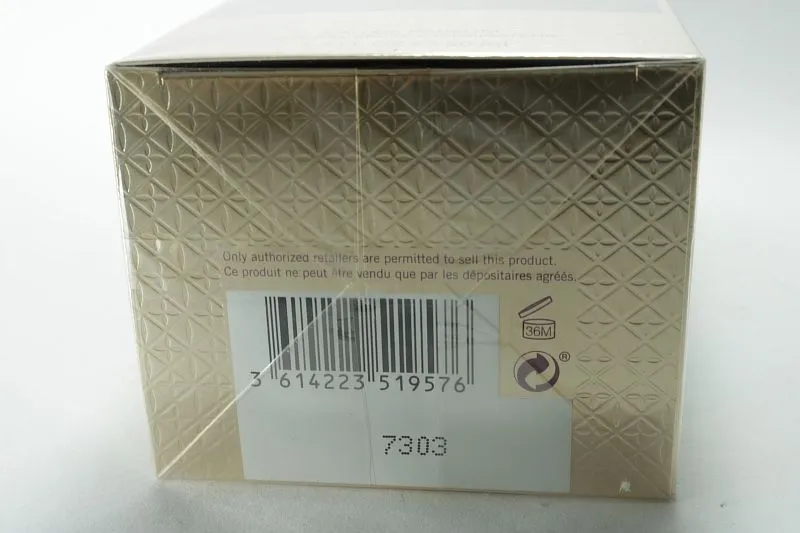 Only authorized retailers are permitted to sell this product.
Ce produit ne peut être vendu que par les dépositaires agréés.
36M
®
3 614223 519576
7303